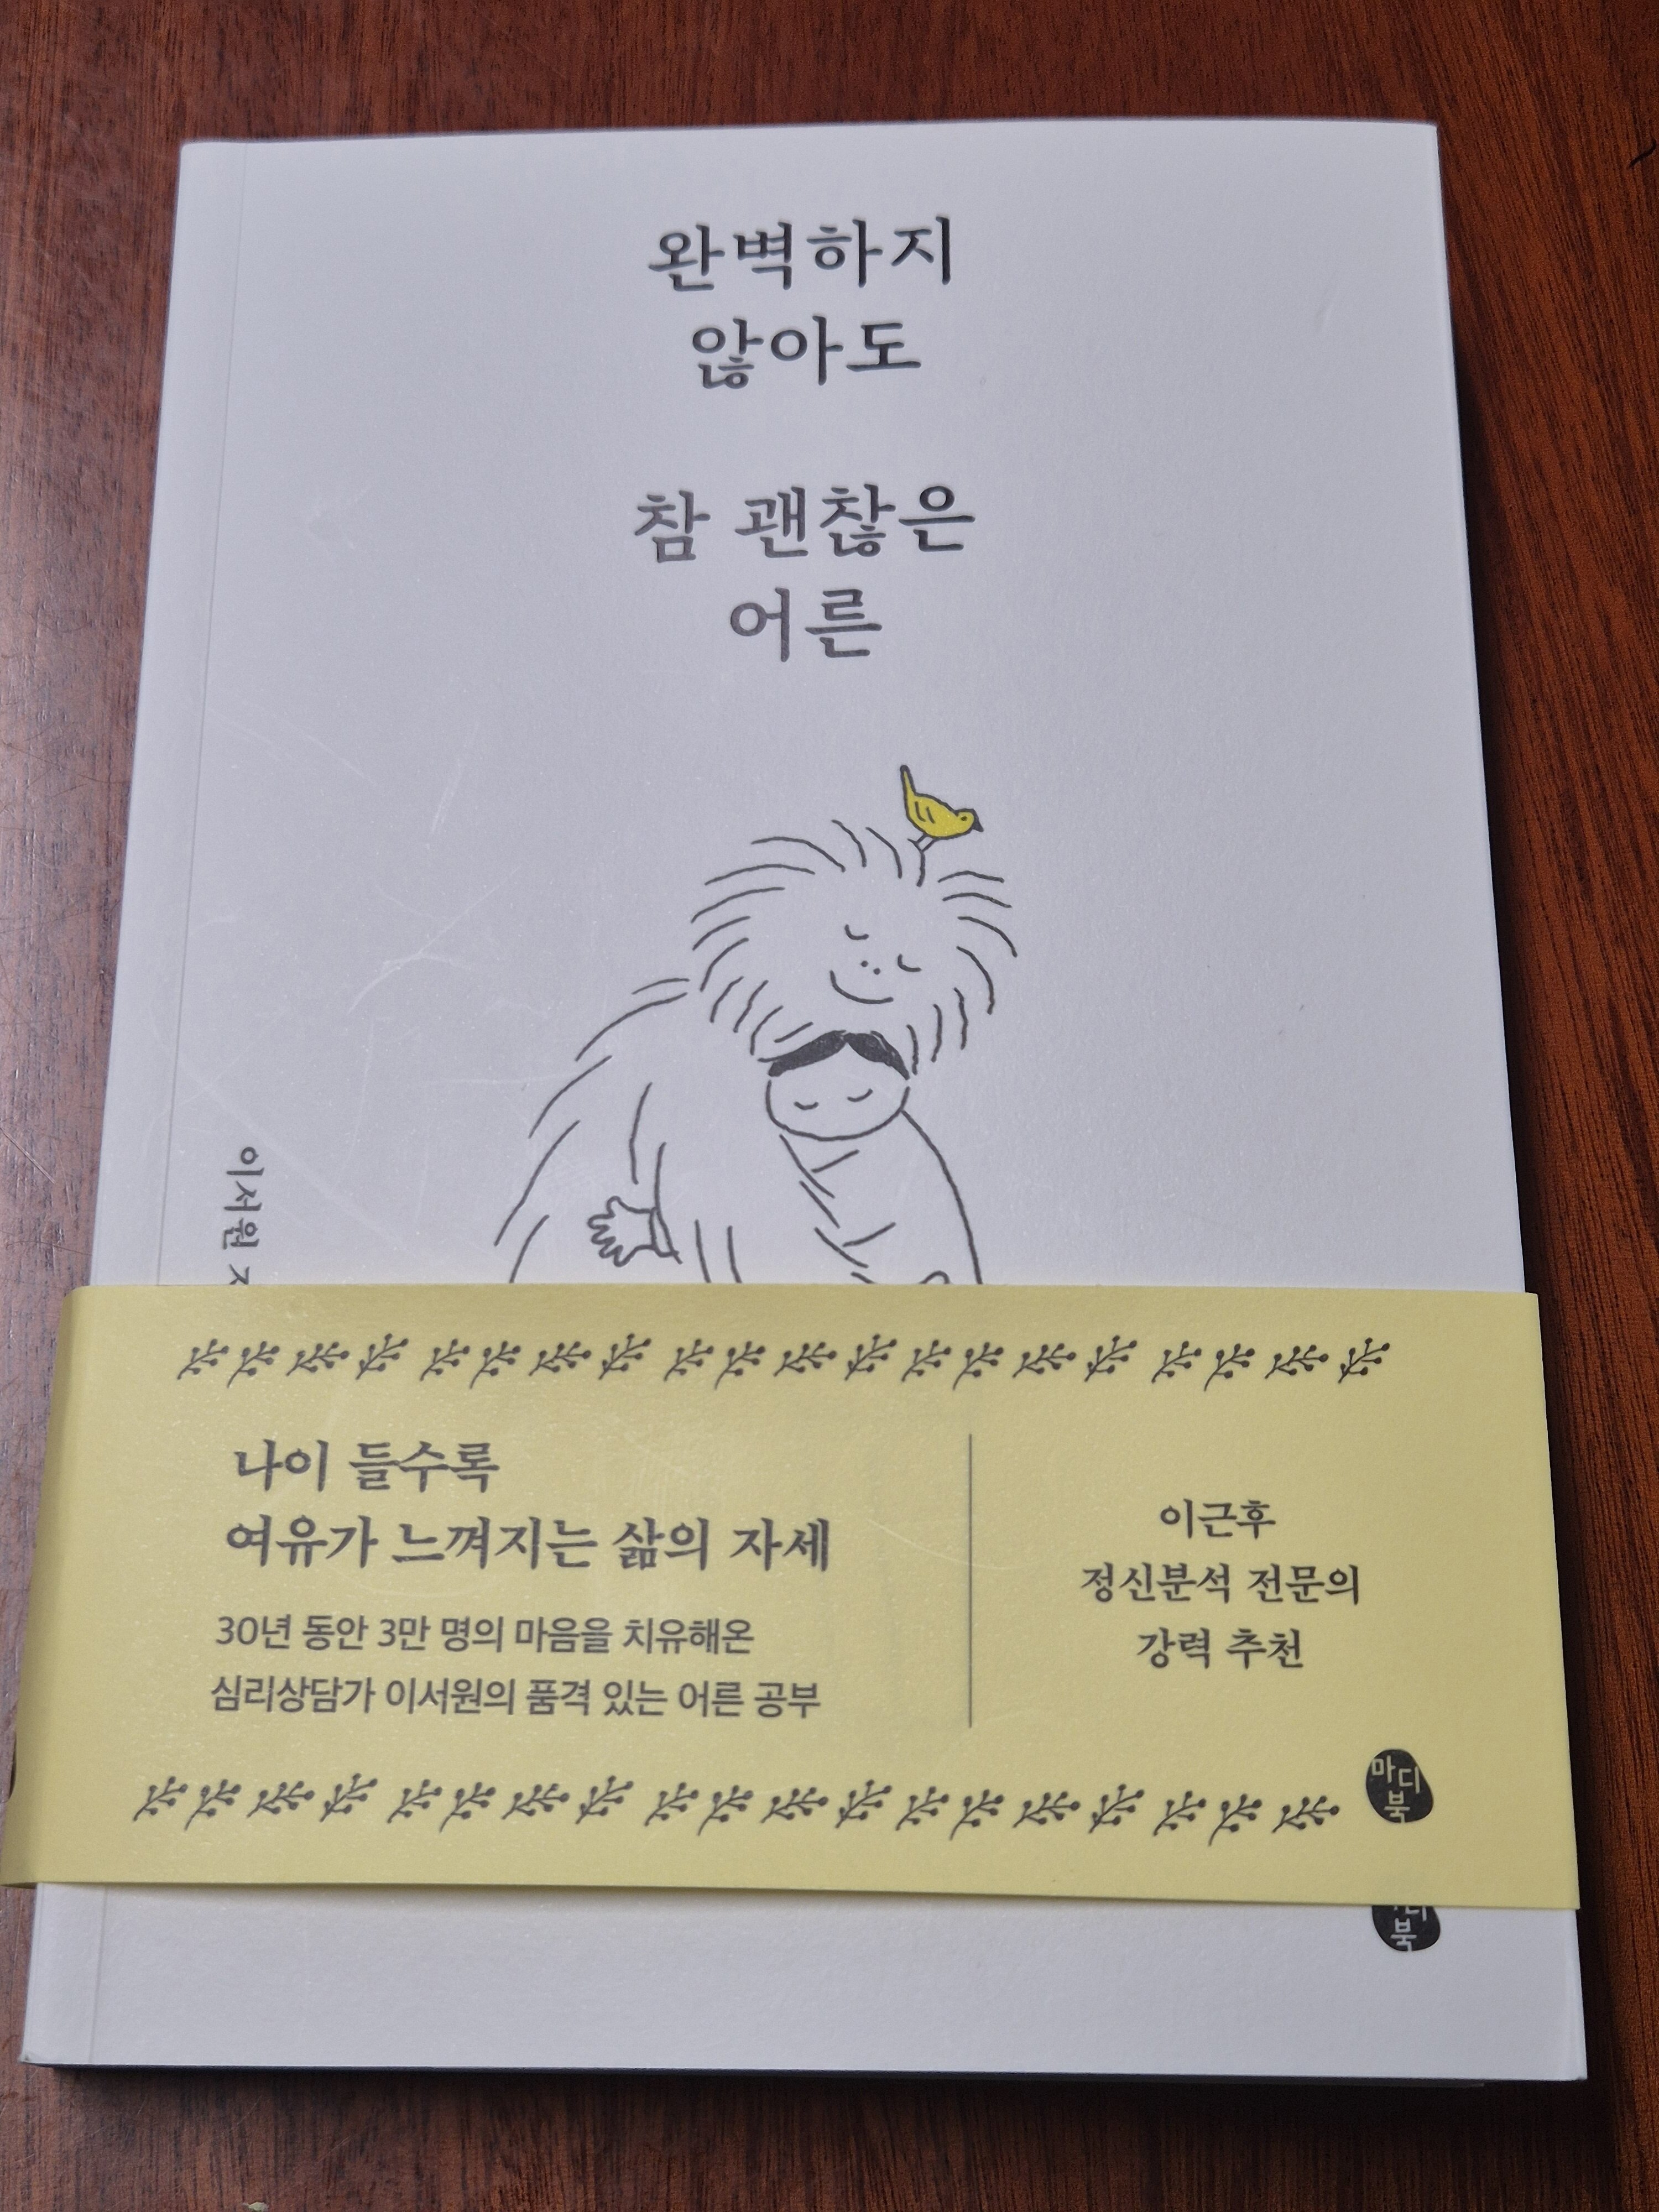 완벽하지
않아도
참 괜찮은
어른
이서원
나이 들수록
여유가 느껴지는 삶의 자세
30년 동안 3만 명의 마음을 치유해온
심리상담가 이서원의 품격 있는 어른 공부
이근후
정신분석 전문의
강력 추천
마디
북
북